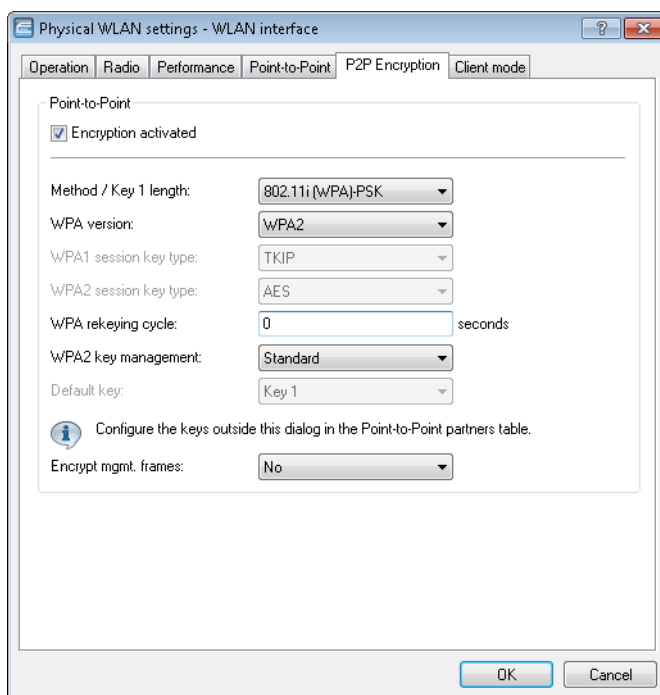 Physical WLAN settings - WLAN interface
Operation Radio Performance Point-to-Point P2P Encryption Client mode
Point-to-Point
Encryption activated
Method / Key 1 length: 802.11i (WPA)-PSK
WPA version: WPA2
WPA1 session key type: TKIP
WPA2 session key type: AES
WPA rekeying cycle: 0 seconds
WPA2 key management: Standard
Default key: Key 1
Configure the keys outside this dialog in the Point-to-Point partners table.
Encrypt mgmt. frames: No
OK Cancel